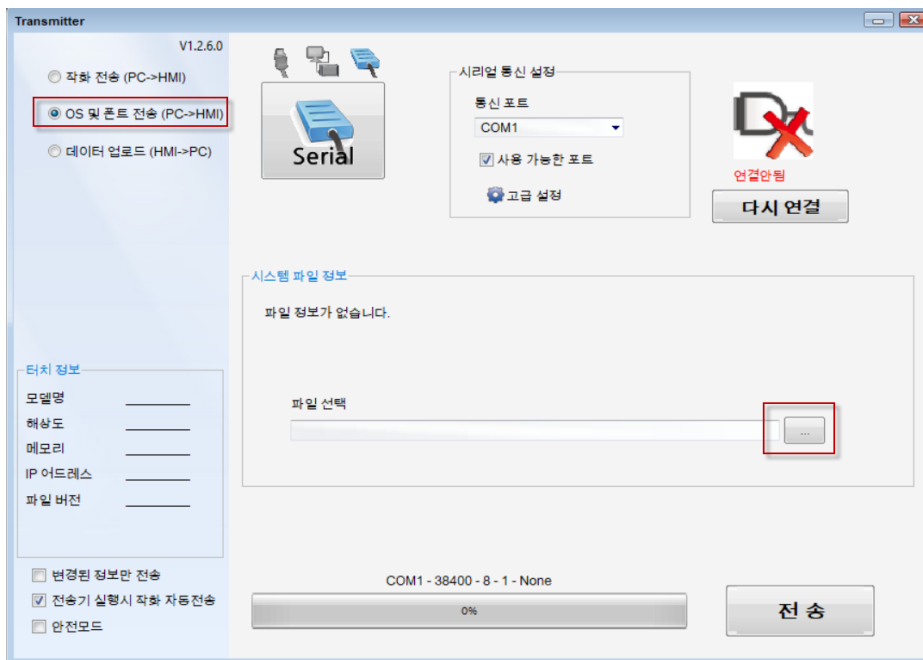 Transmitter
V1.2.6.0
작화 전송 (PC->HMI)
OS 및 폰트 전송 (PC->HMI)
데이터 업로드 (HMI->PC)
Serial
시리얼 통신 설정
통신 포트
COM1
사용 가능한 포트
고급 설정
연결안됨
다시 연결
시스템 파일 정보
파일 정보가 없습니다.
파일 선택
...
터치 정보
모델명
해상도
메모리
IP 어드레스
파일 버전
변경된 정보만 전송
전송기 실행시 작화 자동전송
안전모드
COM1 - 38400 - 8 - 1 - None
0%
전 송